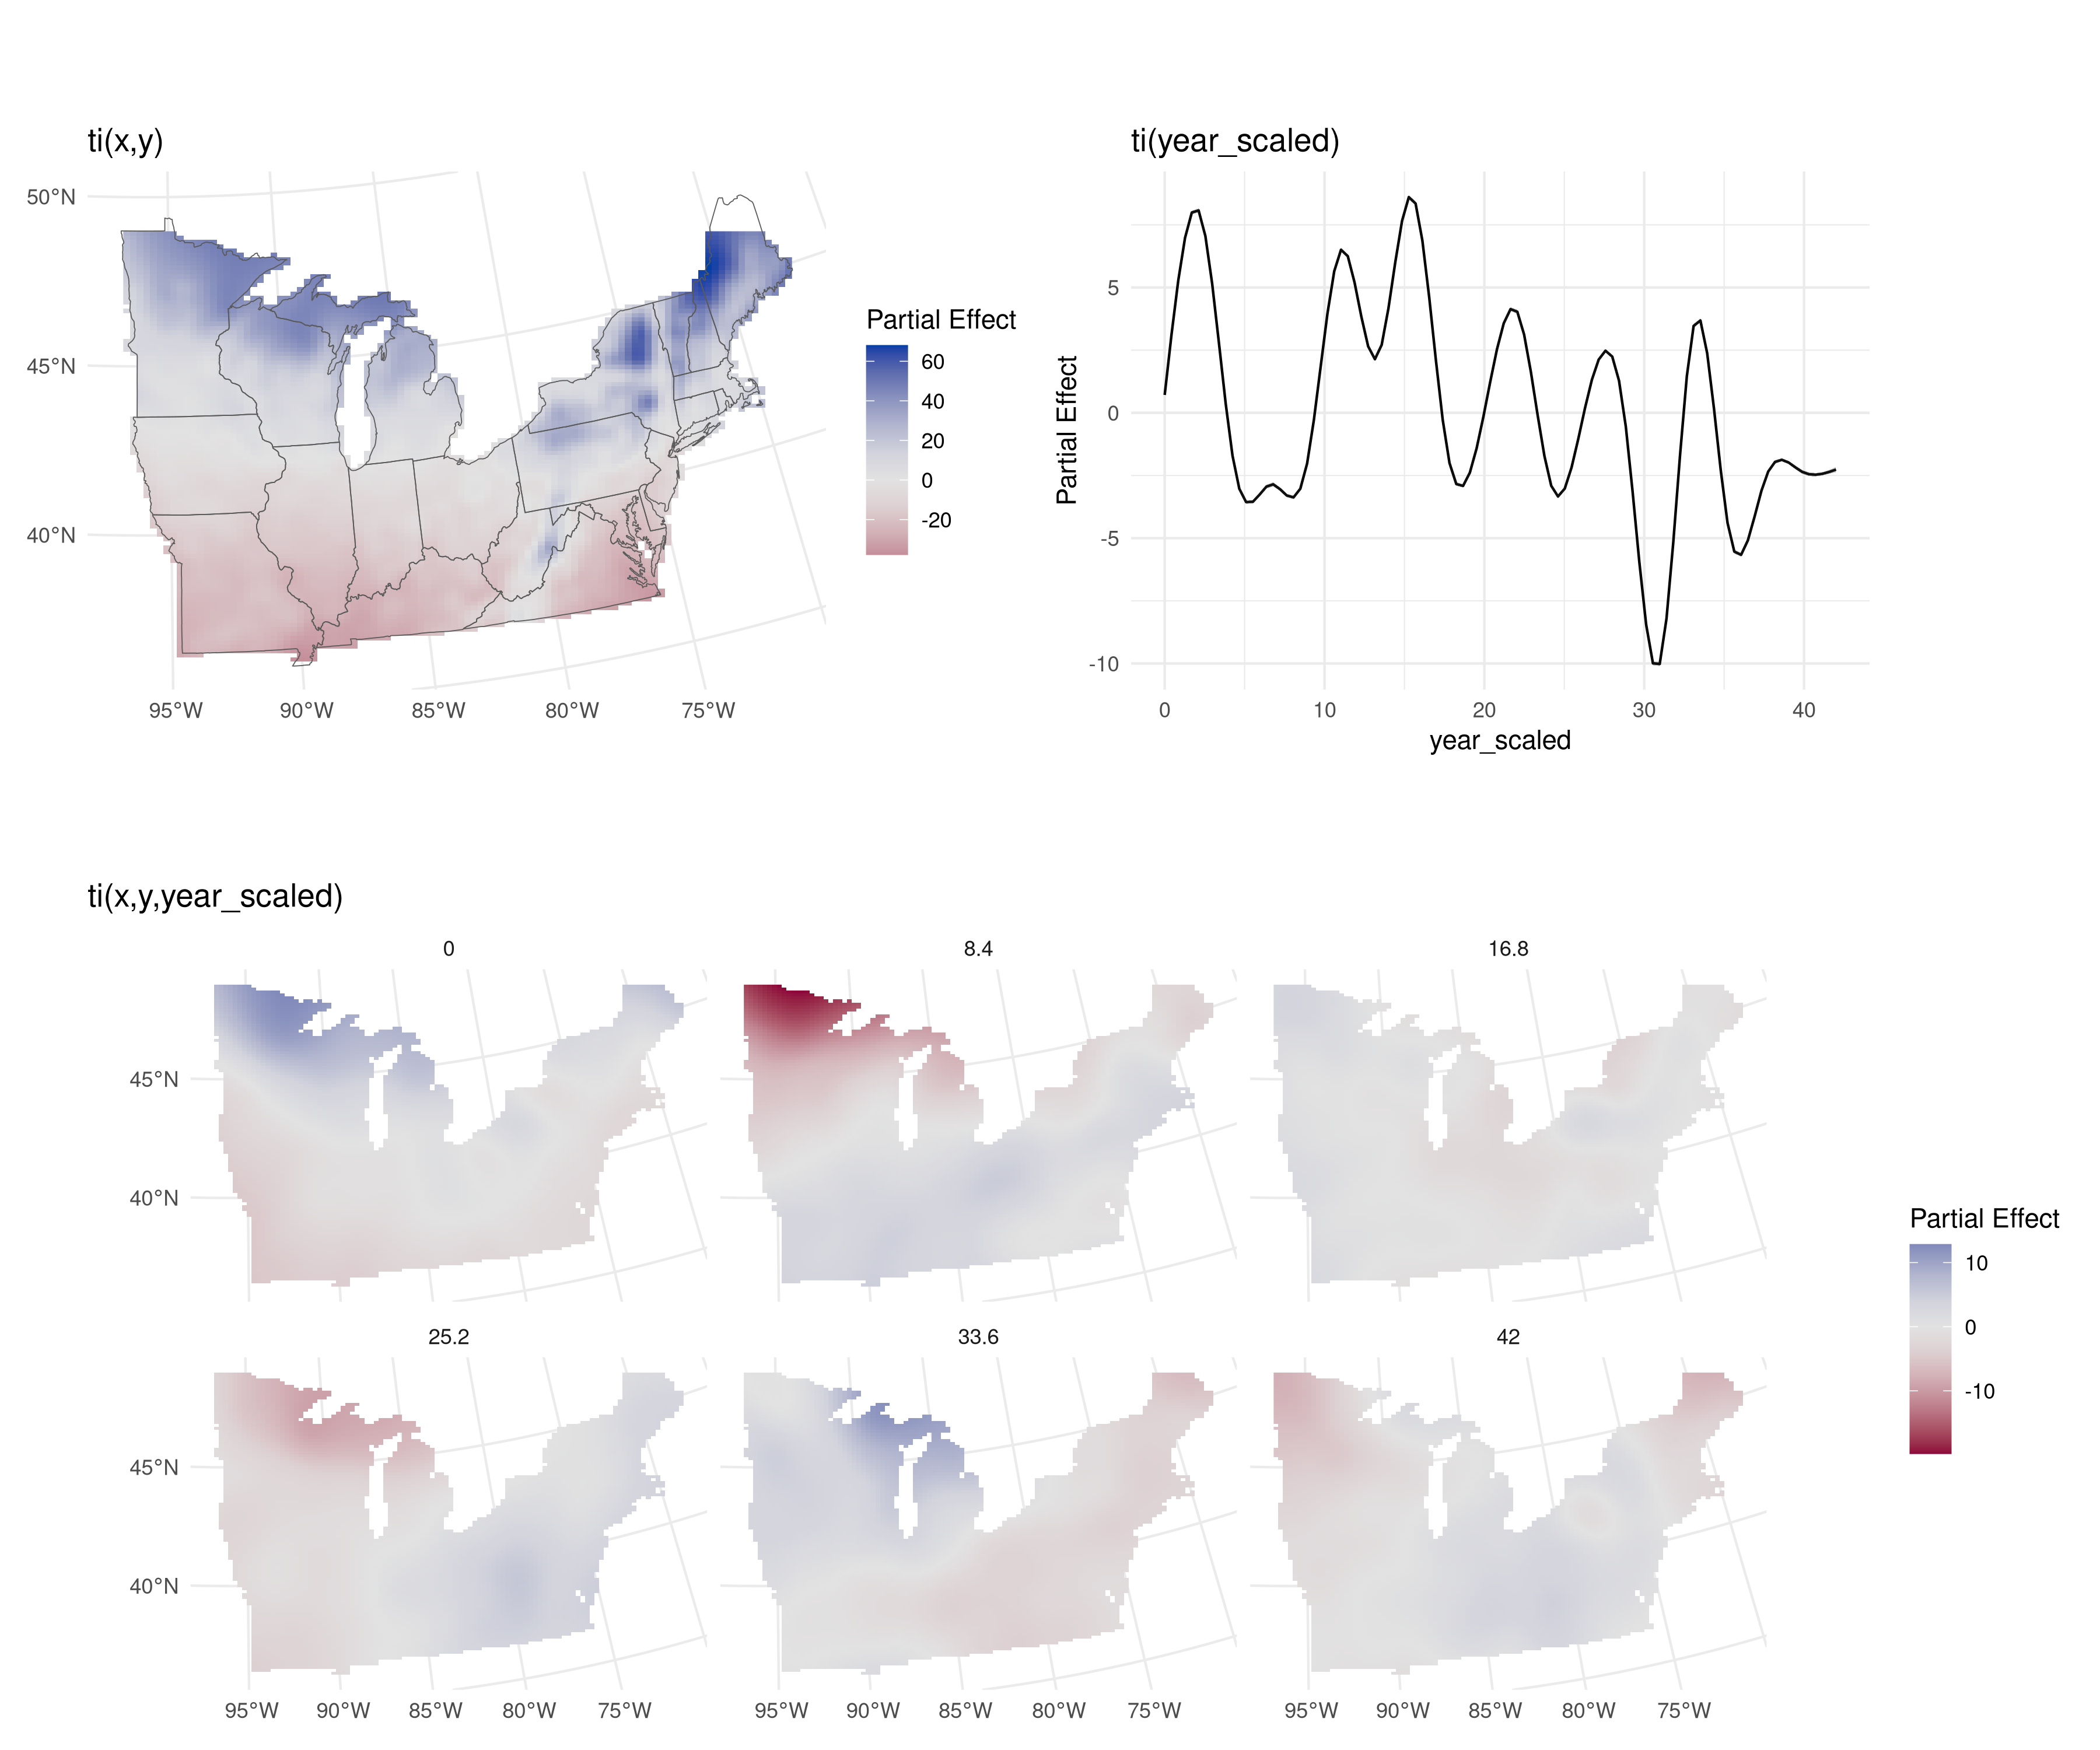 ti(x,y)
50°N
45°N
40°N
95°W 90°W 85°W 80°W 75°W
Partial Effect
60
40
20
0
-20
ti(year_scaled)
Partial Effect
5
0
-5
-10
0 10 20 30 40
year_scaled
ti(x,y,year_scaled)
0 8.4 16.8
45°N
40°N
25.2 33.6 42
45°N
40°N
95°W 90°W 85°W 80°W 75°W 95°W 90°W 85°W 80°W 75°W 95°W 90°W 85°W 80°W 75°W
Partial Effect
10
0
-10